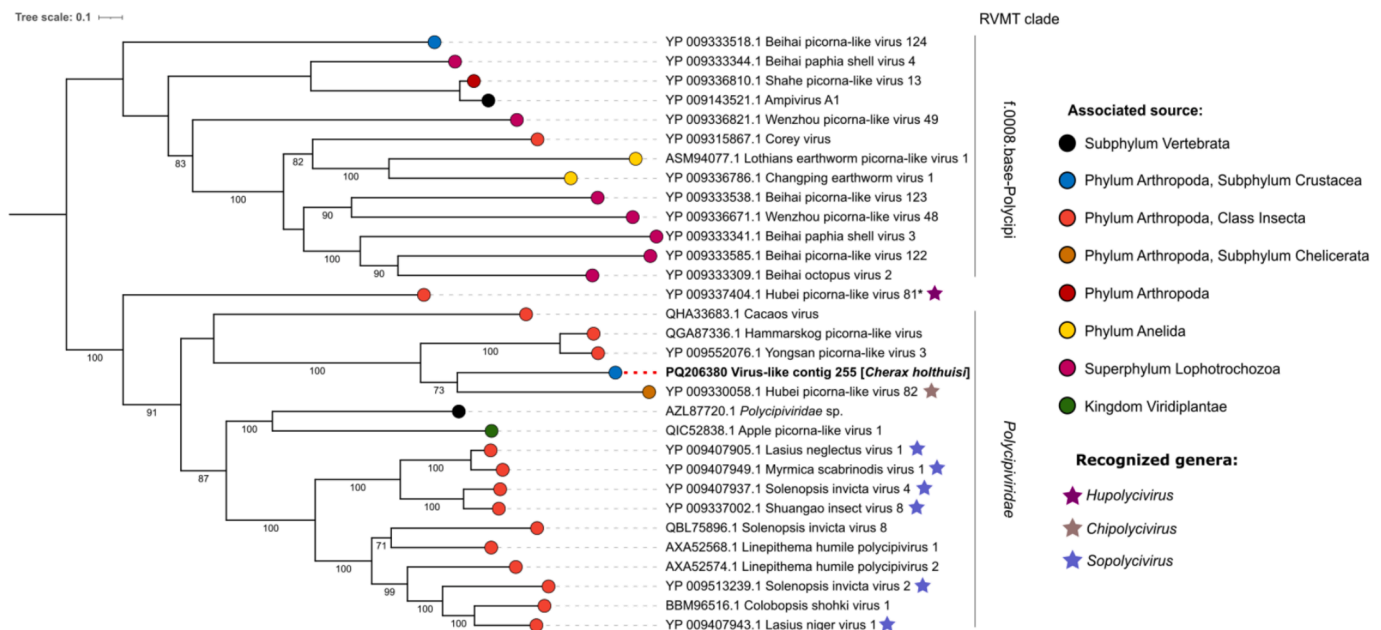 Tree scale: 0.1
RVMT clade
YP 009333518.1 Beihai picorna-like virus 124
YP 009333344.1 Beihai paphia shell virus 4
YP 009336810.1 Shahe picorna-like virus 13
YP 009143521.1 Ampivirus A1
YP 009336821.1 Wenzhou picorna-like virus 49
83
YP 009315867.1 Corey virus
82
ASM94077.1 Lothians earthworm picorna-like virus 1
100
YP 009336786.1 Changping earthworm virus 1
100
YP 009333538.1 Beihai picorna-like virus 123
90
YP 009336671.1 Wenzhou picorna-like virus 48
YP 009333341.1 Beihai paphia shell virus 3
100
YP 009333585.1 Beihai picorna-like virus 122
90
YP 009333309.1 Beihai octopus virus 2
f.0008.base-Polycipi
YP 009337404.1 Hubei picorna-like virus 81*
100
QHA33683.1 Cacaos virus
QGA87336.1 Hammarskog picorna-like virus
100
YP 009552076.1 Yongsan picorna-like virus 3
100
PQ206380 Virus-like contig 255 [Cherax holthuisi]
73
YP 009330058.1 Hubei picorna-like virus 82
91
AZL87720.1 Polycipiviridae sp.
100
QIC52838.1 Apple picorna-like virus 1
YP 009407905.1 Lasius neglectus virus 1
100
YP 009407949.1 Myrmica scabrinodis virus 1
87
100
YP 009407937.1 Solenopsis invicta virus 4
100
YP 009337002.1 Shuangao insect virus 8
100
QBL75896.1 Solenopsis invicta virus 8
71
AXA52568.1 Linepithema humile polycipivirus 1
100
AXA52574.1 Linepithema humile polycipivirus 2
99
YP 009513239.1 Solenopsis invicta virus 2
100
BBM96516.1 Colobopsis shohki virus 1
100
YP 009407943.1 Lasius niger virus 1
Polycipiviridae
Associated source:
Subphylum Vertebrata
Phylum Arthropoda, Subphylum Crustacea
Phylum Arthropoda, Class Insecta
Phylum Arthropoda, Subphylum Chelicerata
Phylum Arthropoda
Phylum Anelida
Superphylum Lophotrochozoa
Kingdom Viridiplantae
Recognized genera:
Hupolycivirus
Chipolycivirus
Sopolycivirus